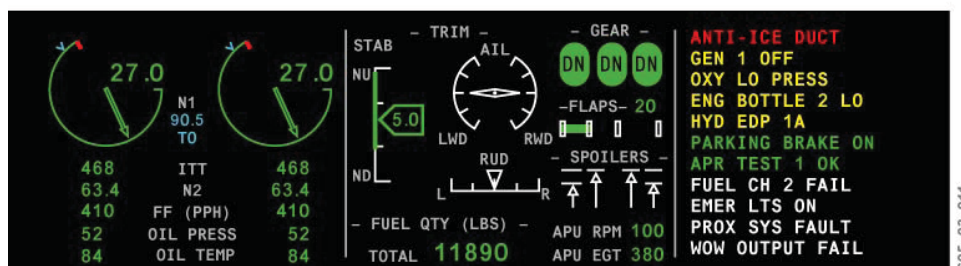 27.0
27.0
N1
90.5
TO
468 ITT 468
63.4 N2 63.4
410 FF (PPH) 410
52 OIL PRESS 52
84 OIL TEMP 84
- TRIM -
STAB
AIL
NU
5.0
LWD RWD
ND
RUD
L R
- FUEL QTY (LBS) -
TOTAL 11890
- GEAR -
DN DN DN
-FLAPS- 20
- SPOILERS -
APU RPM 100
APU EGT 380
ANTI-ICE DUCT
GEN 1 OFF
OXY LO PRESS
ENG BOTTLE 2 LO
HYD EDP 1A
PARKING BRAKE ON
APR TEST 1 OK
FUEL CH 2 FAIL
EMER LTS ON
PROX SYS FAULT
WOW OUTPUT FAIL